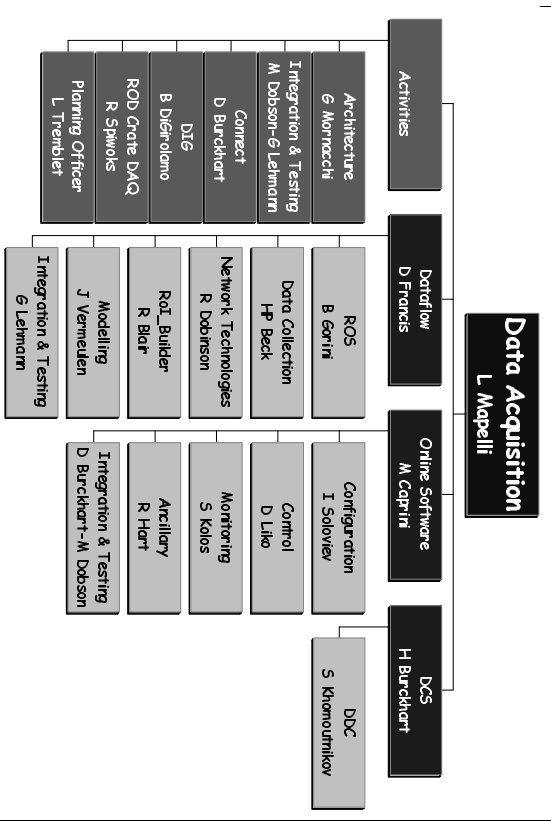 Data Acquisition
L Mapelli
Activities
Architecture
G Mornacchi
Integration & Testing
M Dobson-G Lehmann
Connect
D Burckhart
DIG
B DiGirolamo
ROD Crate DAQ
R Spiwoks
Planning Officer
L Tremblet
Dataflow
D Francis
ROS
B Gorini
Data Collection
HP Beck
Network Technologies
R Dobinson
RoI_Builder
R Blair
Modelling
J Vermeulen
Integration & Testing
G Lehmann
Online Software
M Caprini
Configuration
I Soloviev
Control
D Liko
Monitoring
S Kolos
Ancillary
R Hart
Integration & Testing
D Burckhart-M Dobson
DCS
H Burckhart
DDC
S Khomoutnikov